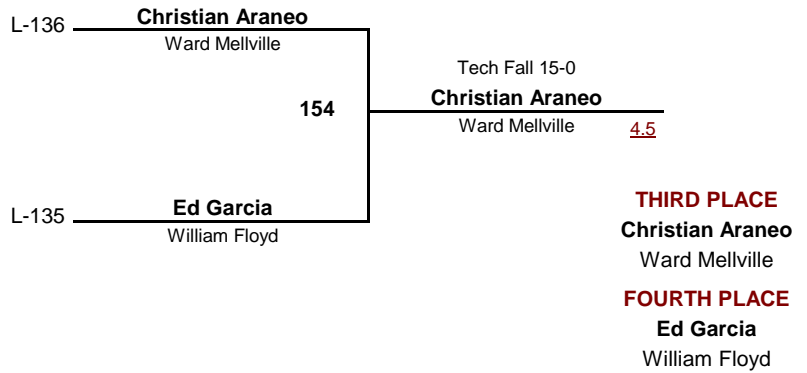 L-136
Christian Araneo
Ward Mellville
Tech Fall 15-0
154
Christian Araneo
Ward Mellville
4.5
L-135
Ed Garcia
William Floyd
THIRD PLACE
Christian Araneo
Ward Mellville
FOURTH PLACE
Ed Garcia
William Floyd